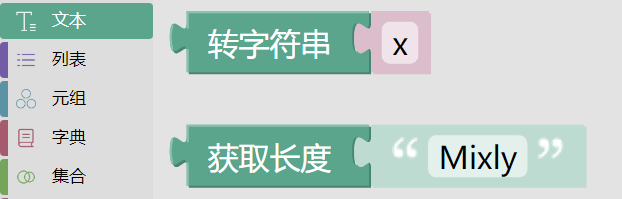 文本
列表
元组
字典
集合
转字符串 x
获取长度 “ Mixly ”